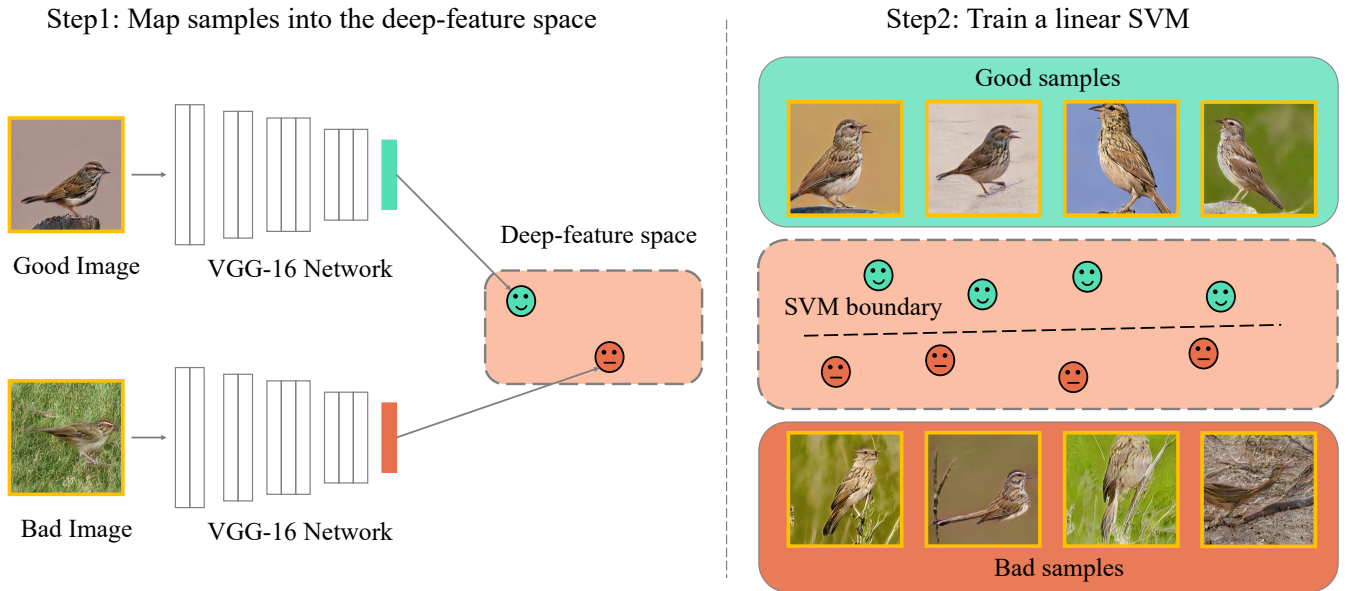 Step1: Map samples into the deep-feature space
Good Image
VGG-16 Network
Deep-feature space
Bad Image
VGG-16 Network
Step2: Train a linear SVM
Good samples
SVM boundary
Bad samples